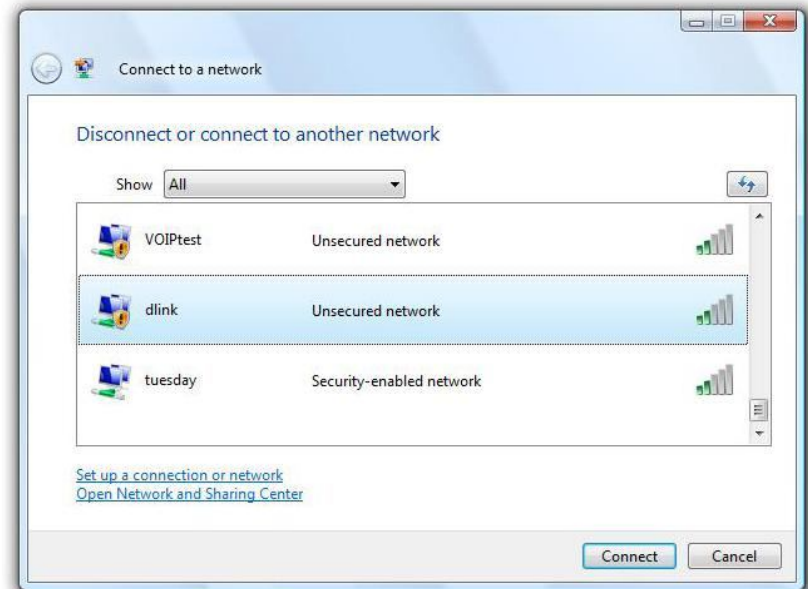 Connect to a network
Disconnect or connect to another network
Show All
VOIPtest Unsecured network
dlink Unsecured network
tuesday Security-enabled network
Set up a connection or network
Open Network and Sharing Center
Connect Cancel